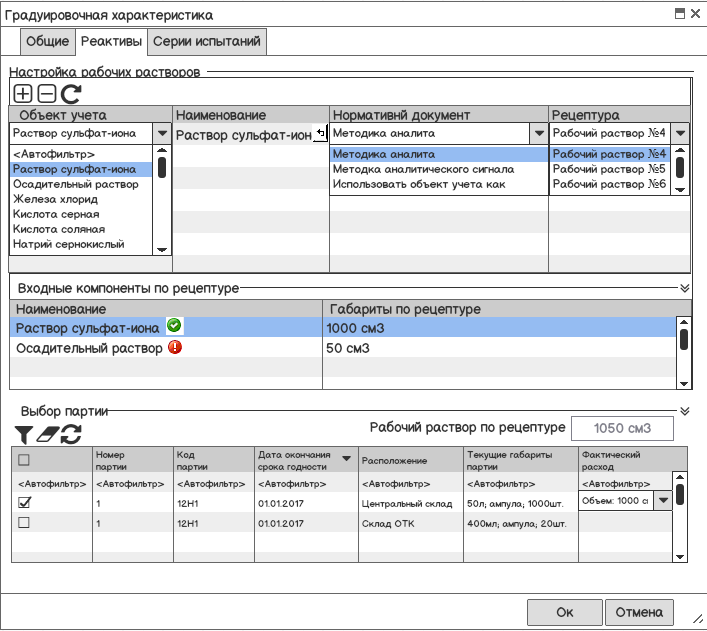 Градуировочная характеристика
Общие Реактивы Серии испытаний
Настройка рабочих растворов
Объект учета Наименование Нормативнй документ Рецептура
Раствор сульфат-иона Раствор сульфат-ион Методика аналита Рабочий раствор №4
<Автофильтр> Методика аналита Рабочий раствор №4
Раствор сульфат-иона Методка аналитического сигнала Рабочий раствор №5
Осадительный раствор Использовать объект учета как Рабочий раствор №6
Железа хлорид
Кислота серная
Кислота соляная
Натрий сернокислый
Входные компоненты по рецептуре
Наименование Габариты по рецептуре
Раствор сульфат-иона 1000 см3
Осадительный раствор 50 см3
Выбор партии
Рабочий раствор по рецептуре 1050 см3
Номер партии Код партии Дата окончания срока годности Расположение Текущие габариты партии Фактический расход
<Автофильтр> <Автофильтр> <Автофильтр> <Автофильтр> <Автофильтр> <Автофильтр> <Автофильтр>
1 12Н1 01.01.2017 Центральный склад 50л; ампула; 1000шт. Объем: 1000 с
1 12Н1 01.01.2017 Склад ОТК 400мл; ампула; 20шт.
Ок Отмена